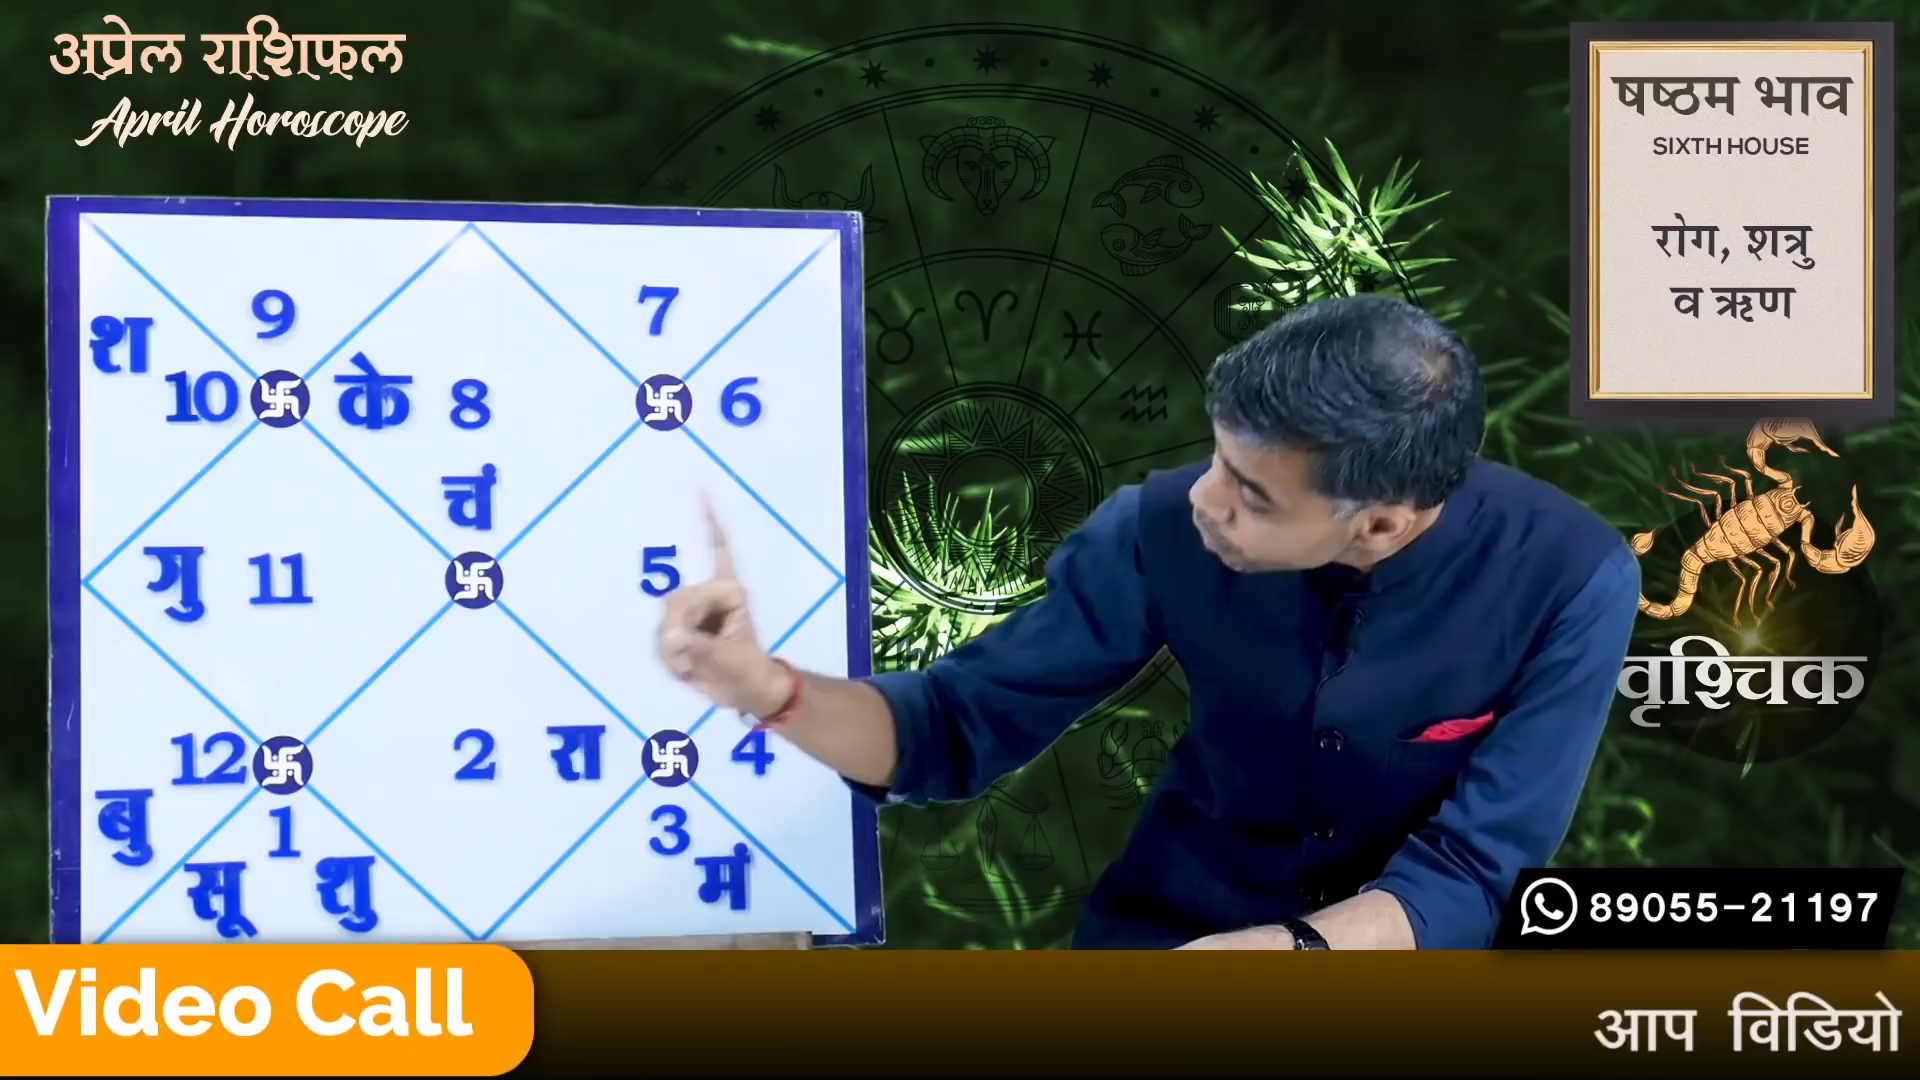 अप्रेल राशिफल
April Horoscope
षष्ठम भाव
SIXTH HOUSE
रोग, शत्रु
व ऋण
9
7
श
10
के
8
6
चं
गु
11
5
12
2
रा
4
बु
1
3
सू
शु
मं
वृश्चिक
89055-21197
Video Call
आप विडियो